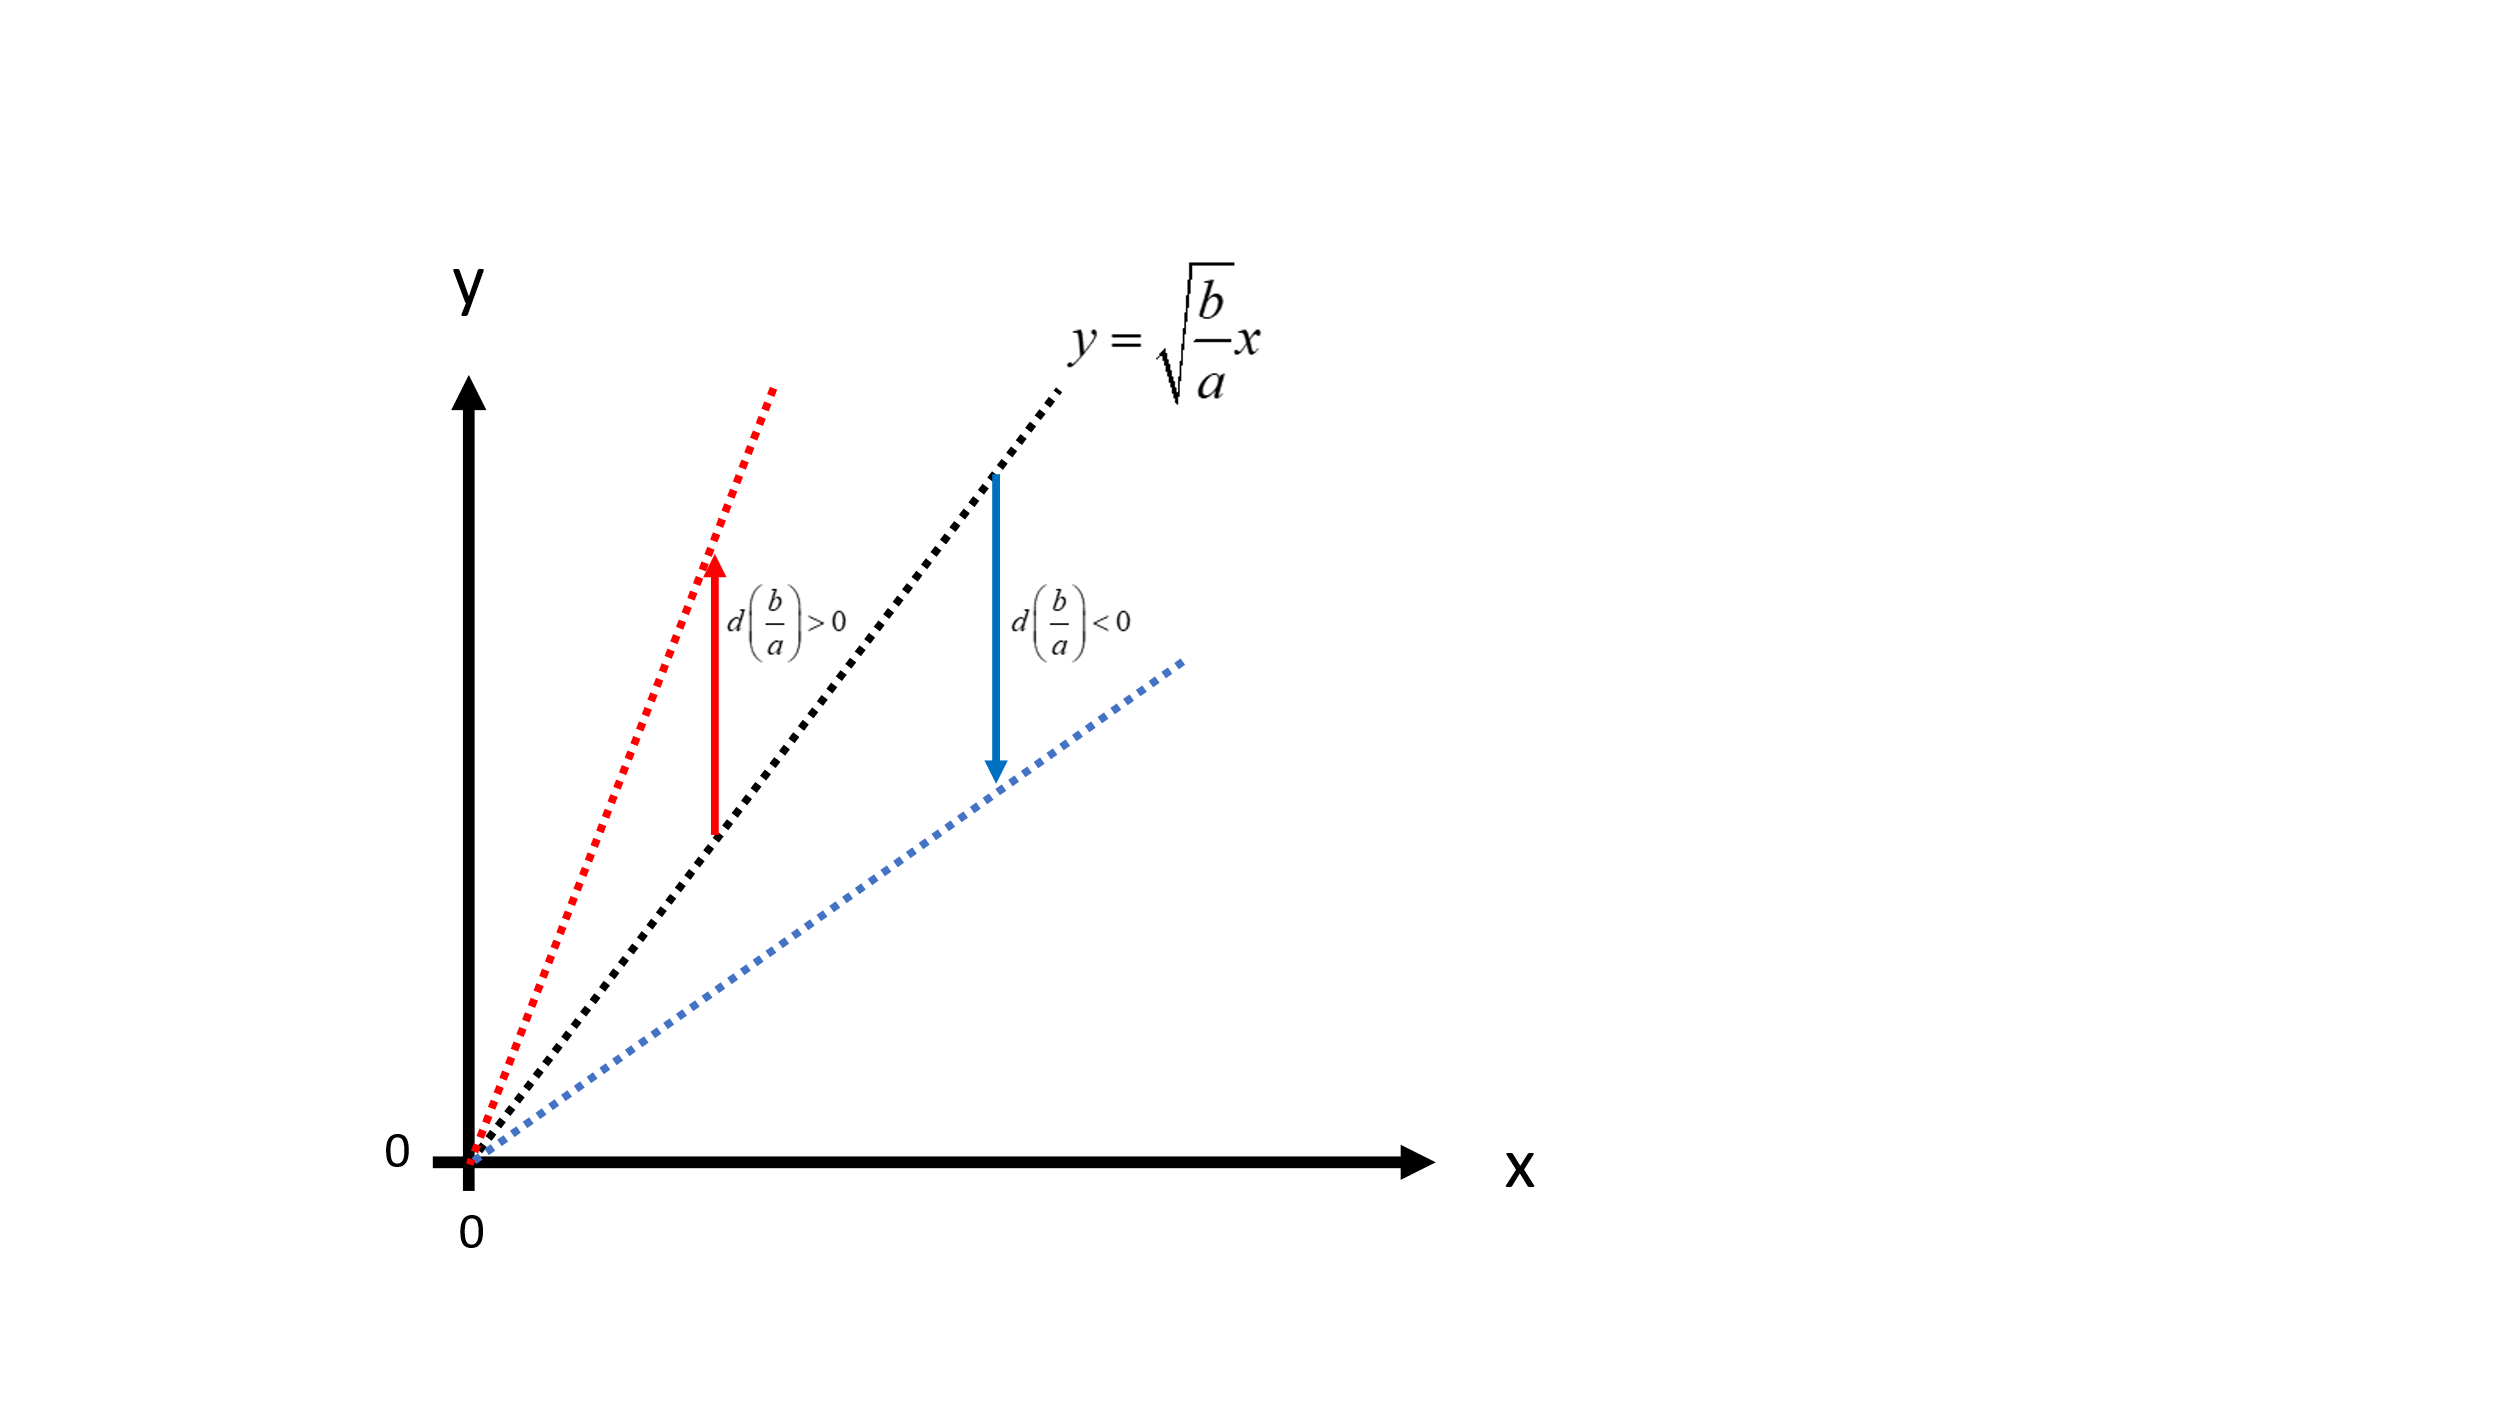 y
y = √(b/a) x
d(b/a) > 0
d(b/a) < 0
0
x
0